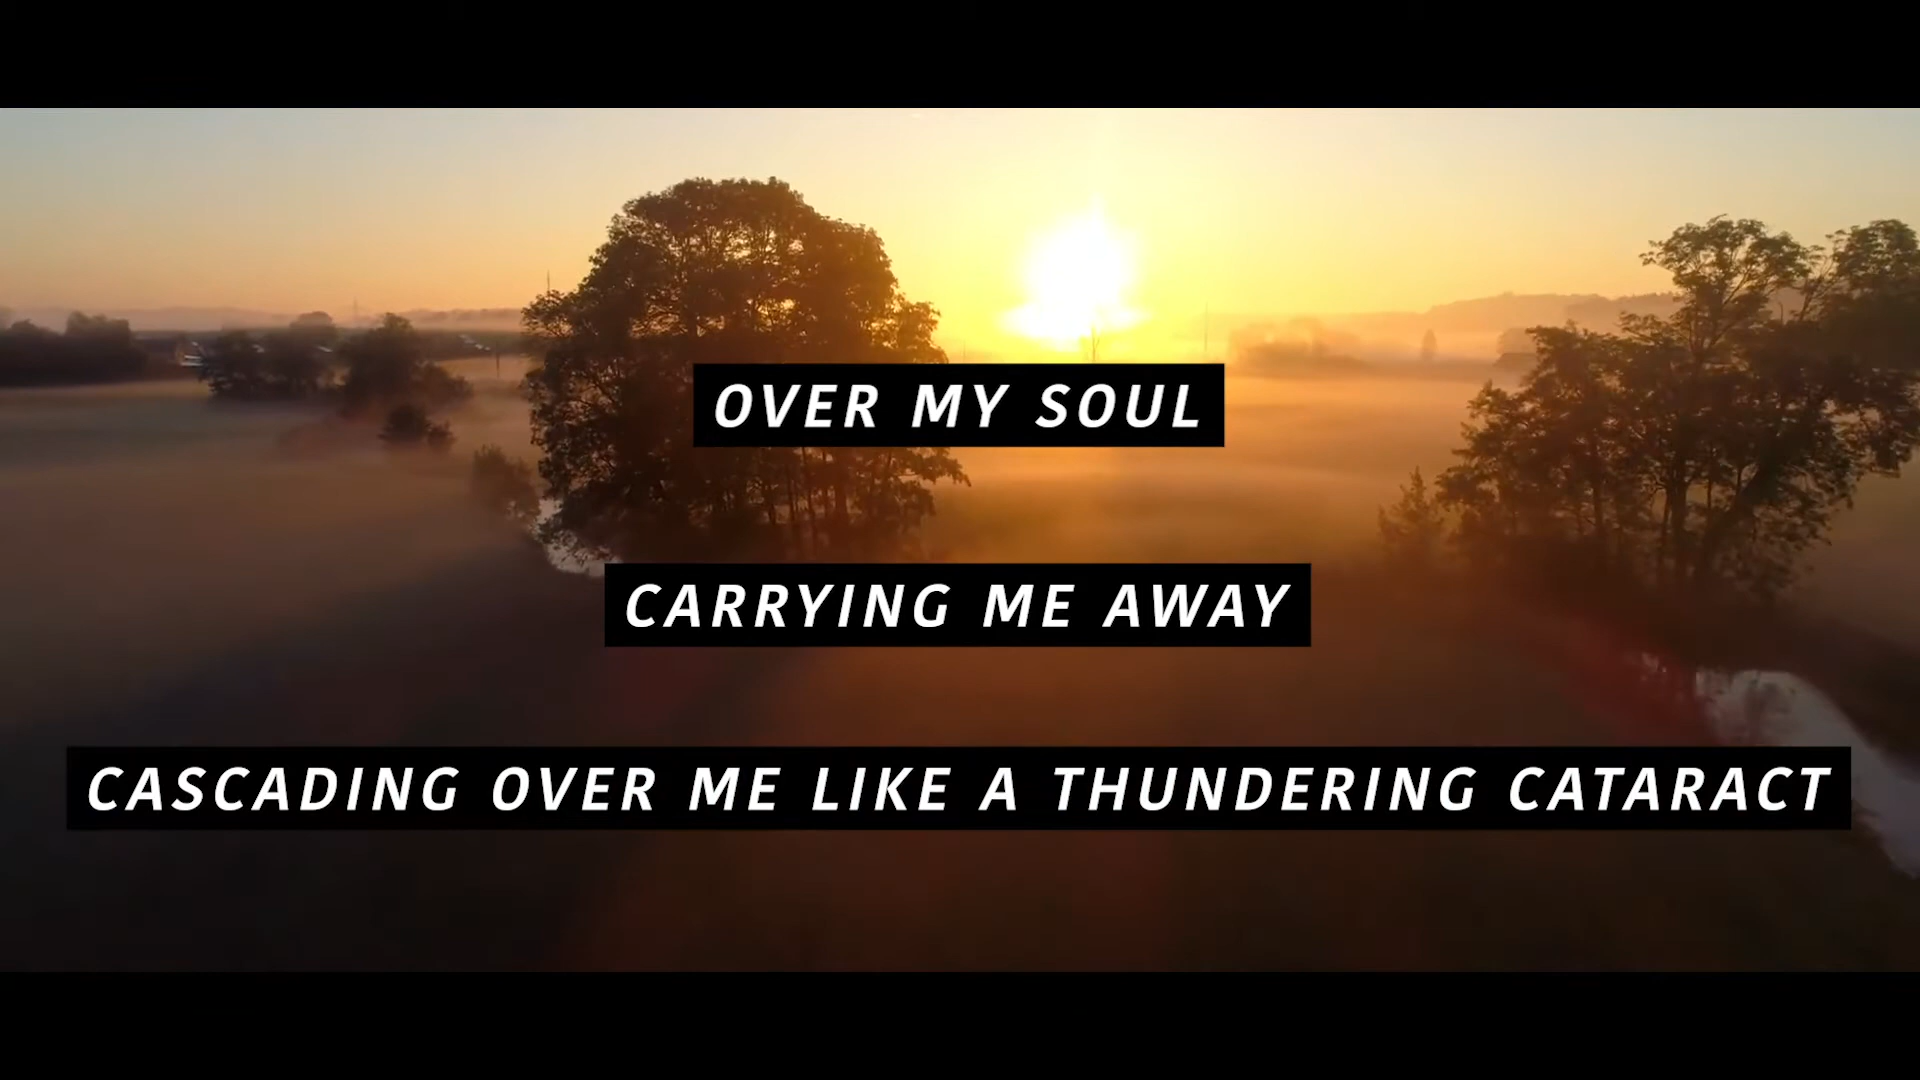 OVER MY SOUL
CARRYING ME AWAY
CASCADING OVER ME LIKE A THUNDERING CATARACT